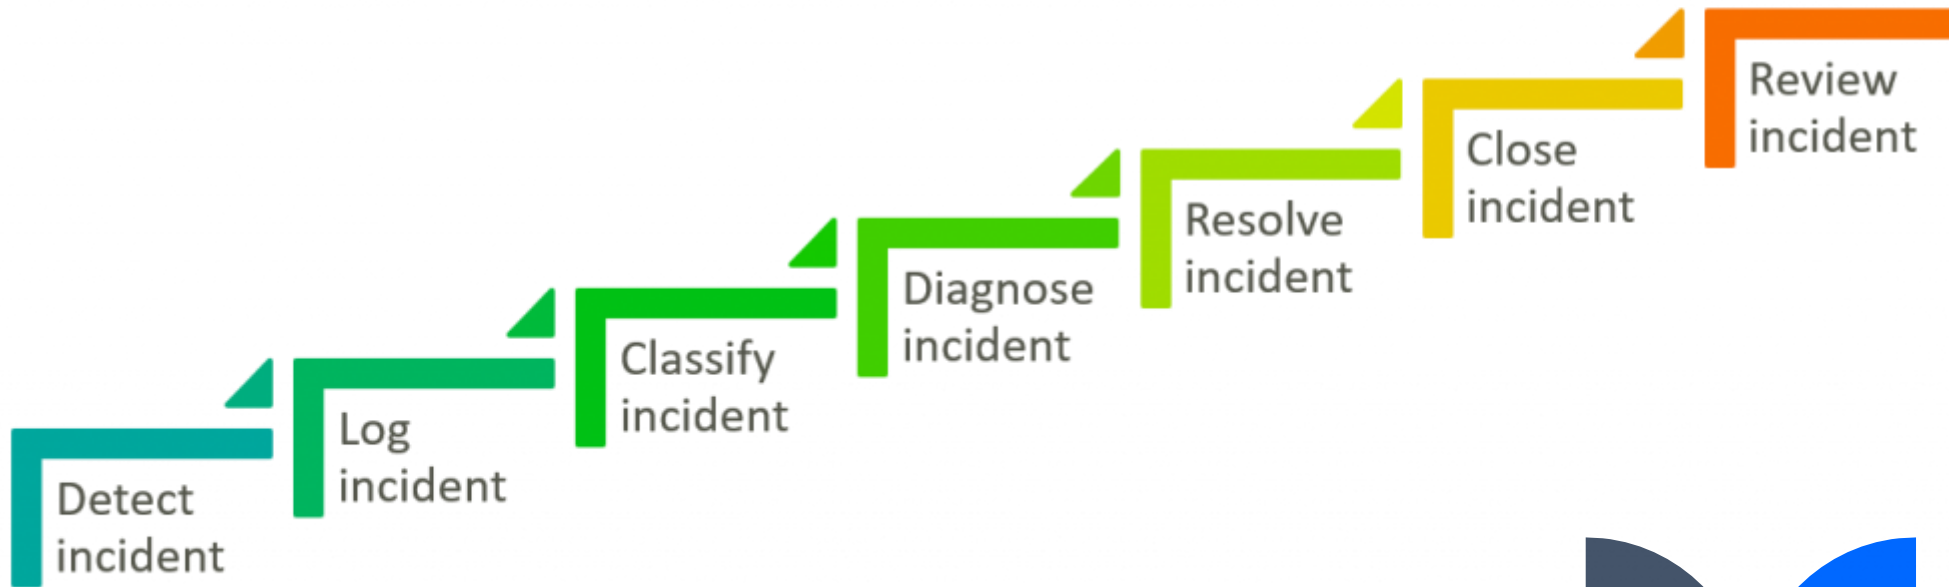 Detect
incident
Log
incident
Classify
incident
Diagnose
incident
Resolve
incident
Close
incident
Review
incident